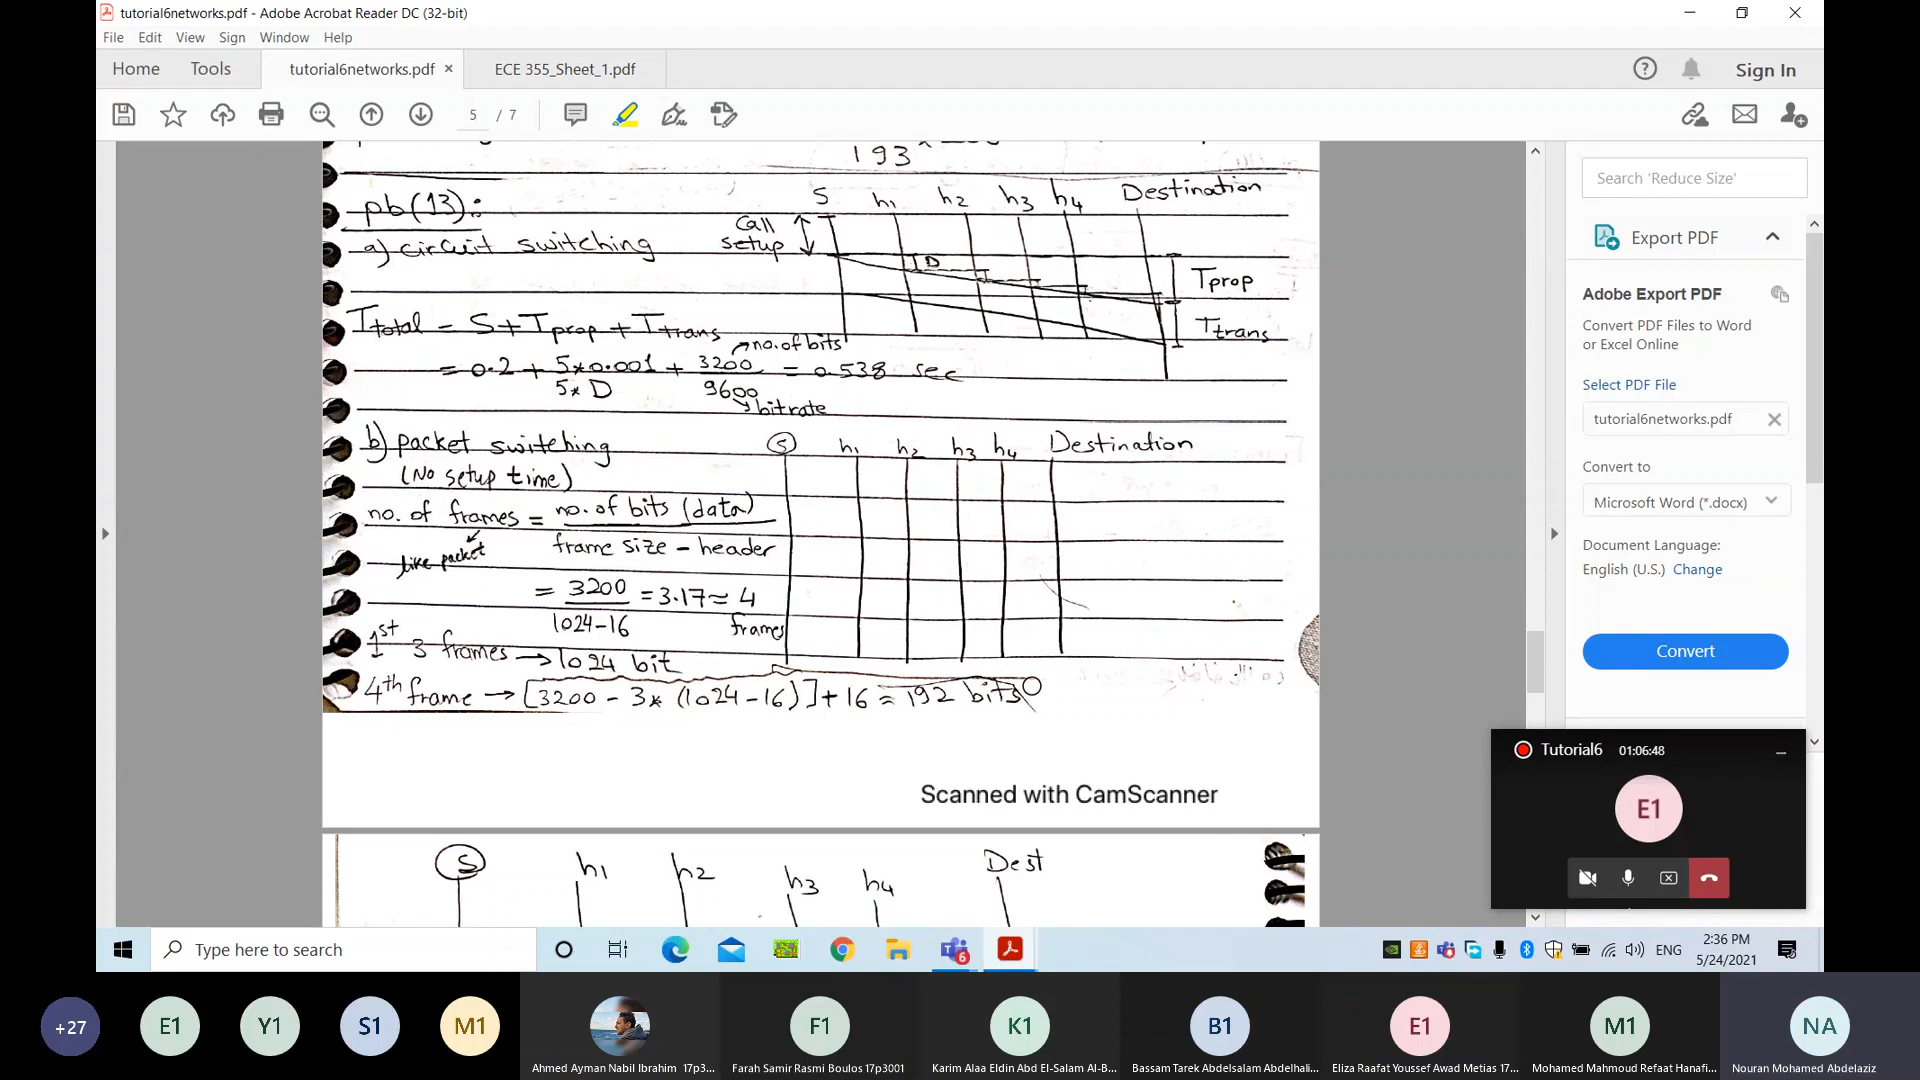 tutorial6networks.pdf - Adobe Acrobat Reader DC (32-bit)
File Edit View Sign Window Help
Home Tools tutorial6networks.pdf × ECE 355_Sheet_1.pdf Sign In
5 / 7
193
pb(13):
S h1 h2 h3 h4 Destination
Call setup
a) circuit switching
D
Tprop
Ttrans
Ttotal = S + Tprop + Ttrans
no. of bits
= 0.2 + 5*0.001 + 3200 = 0.538 sec
5* D 9600
bitrate
b) packet switching
S h1 h2 h3 h4 Destination
(No setup time)
no. of frames = no. of bits (data)
like packet frame size - header
= 3200 = 3.17 ≈ 4
1024-16 frames
1st 3 frames → 1024 bit
4th frame → [3200 - 3* (1024-16)] + 16 = 192 bits
Scanned with CamScanner
S h1 h2 h3 h4 Dest
Search 'Reduce Size'
Export PDF
Adobe Export PDF
Convert PDF Files to Word
or Excel Online
Select PDF File
tutorial6networks.pdf
Convert to
Microsoft Word (*.docx)
Document Language:
English (U.S.) Change
Convert
Tutorial6 01:06:48
E1
Type here to search
6
ENG
2:36 PM
5/24/2021
+27 E1 Y1 S1 M1 F1 K1 B1 E1 M1 NA
Ahmed Ayman Nabil Ibrahim 17p3...
Farah Samir Rasmi Boulos 17p3001
Karim Alaa Eldin Abd El-Salam Al-B...
Bassam Tarek Abdelsalam Abdelhali...
Eliza Raafat Youssef Awad Metias 17...
Mohamed Mahmoud Refaat Hanafi...
Nouran Mohamed Abdelaziz